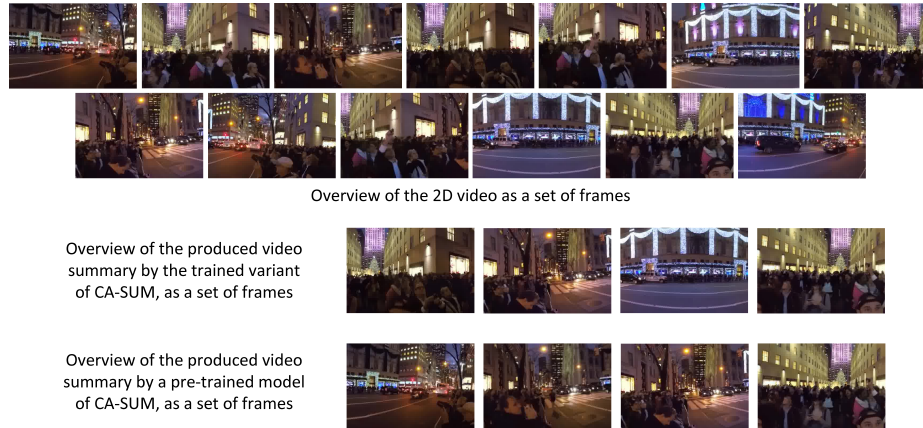 Overview of the 2D video as a set of frames
Overview of the produced video
summary by the trained variant
of CA-SUM, as a set of frames
Overview of the produced video
summary by a pre-trained model
of CA-SUM, as a set of frames